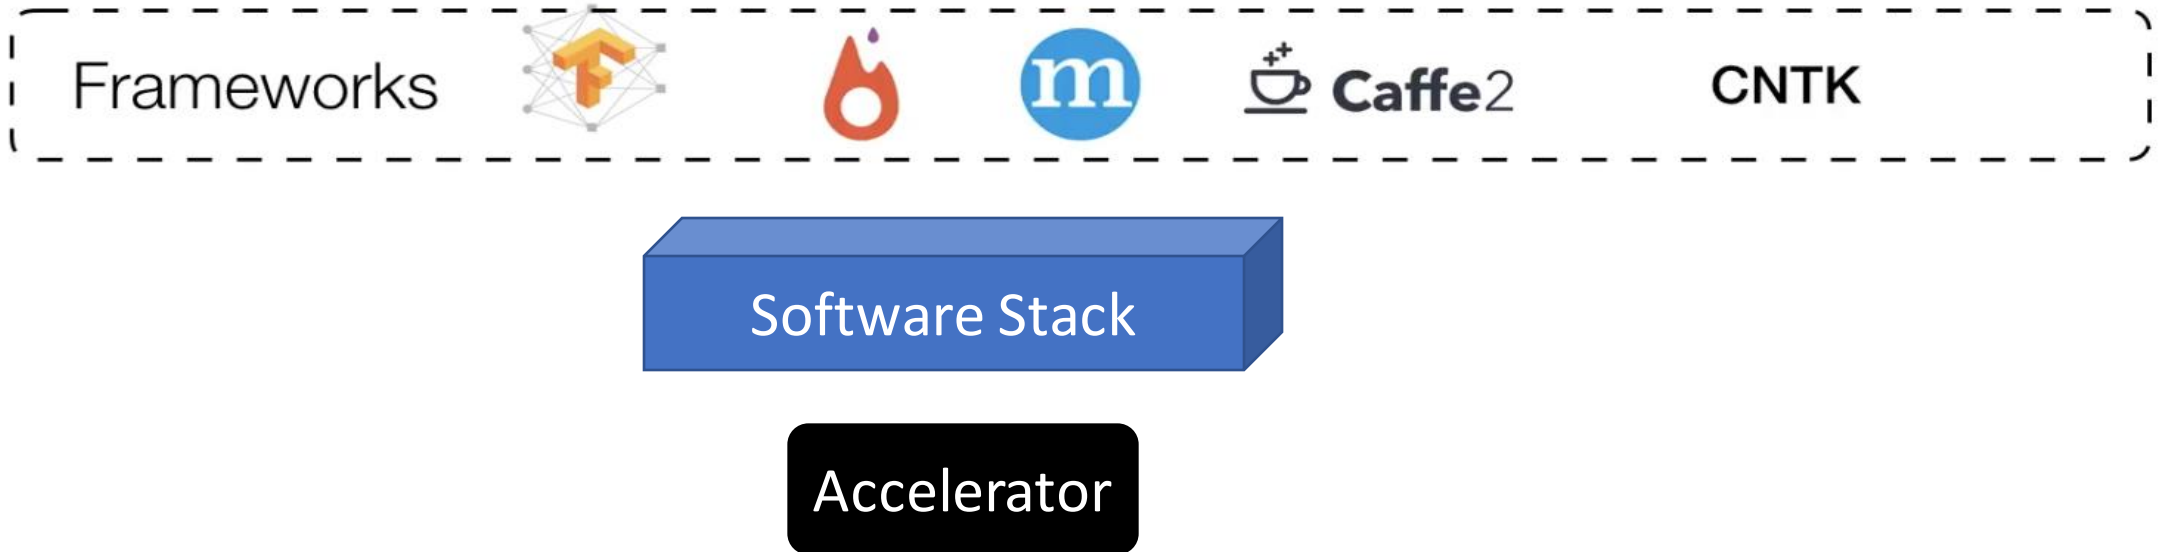 Frameworks
m
Caffe2
CNTK
Software Stack
Accelerator